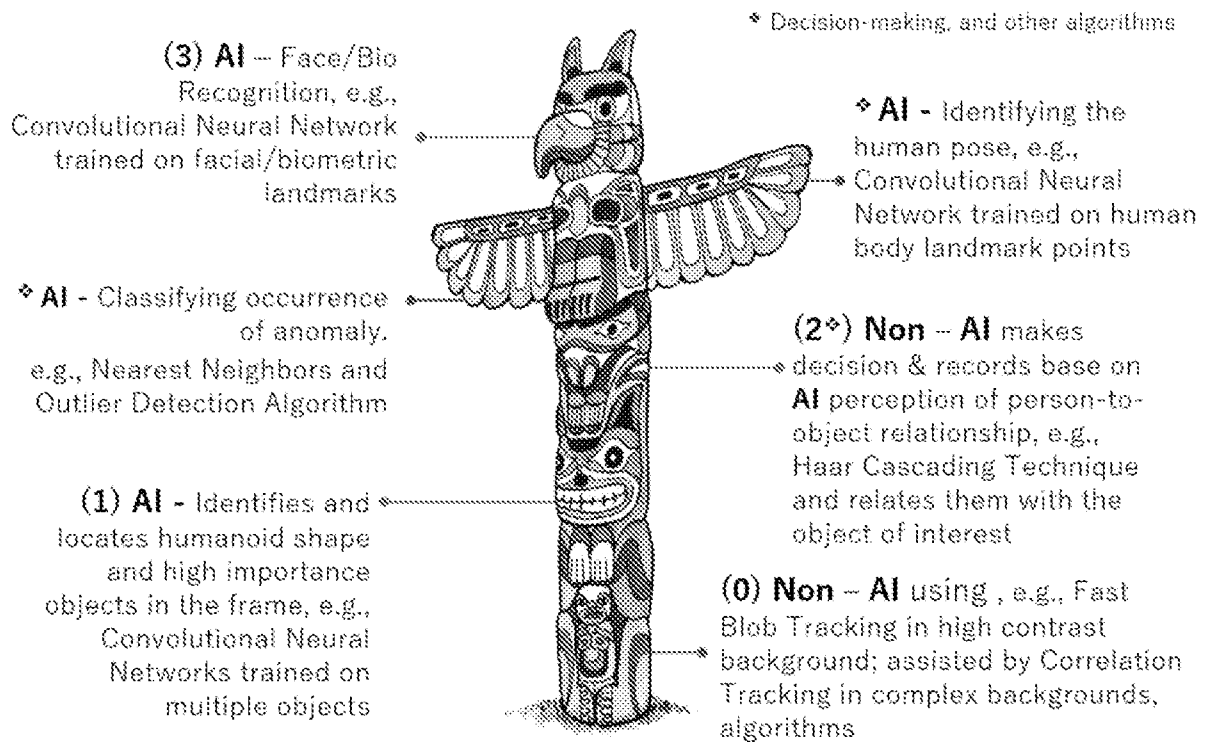 ❖ Decision-making, and other algorithms
(3) AI – Face/Bio
Recognition, e.g.,
Convolutional Neural Network
trained on facial/biometric
landmarks
❖ AI - Identifying the
human pose, e.g.,
Convolutional Neural
Network trained on human
body landmark points
❖ AI - Classifying occurrence
of anomaly.
e.g., Nearest Neighbors and
Outlier Detection Algorithm
(2❖) Non – AI makes
decision & records base on
AI perception of person-to-
object relationship, e.g.,
Haar Cascading Technique
and relates them with the
object of interest
(1) AI - Identifies and
locates humanoid shape
and high importance
objects in the frame, e.g.,
Convolutional Neural
Networks trained on
multiple objects
(0) Non – AI using , e.g., Fast
Blob Tracking in high contrast
background; assisted by Correlation
Tracking in complex backgrounds,
algorithms